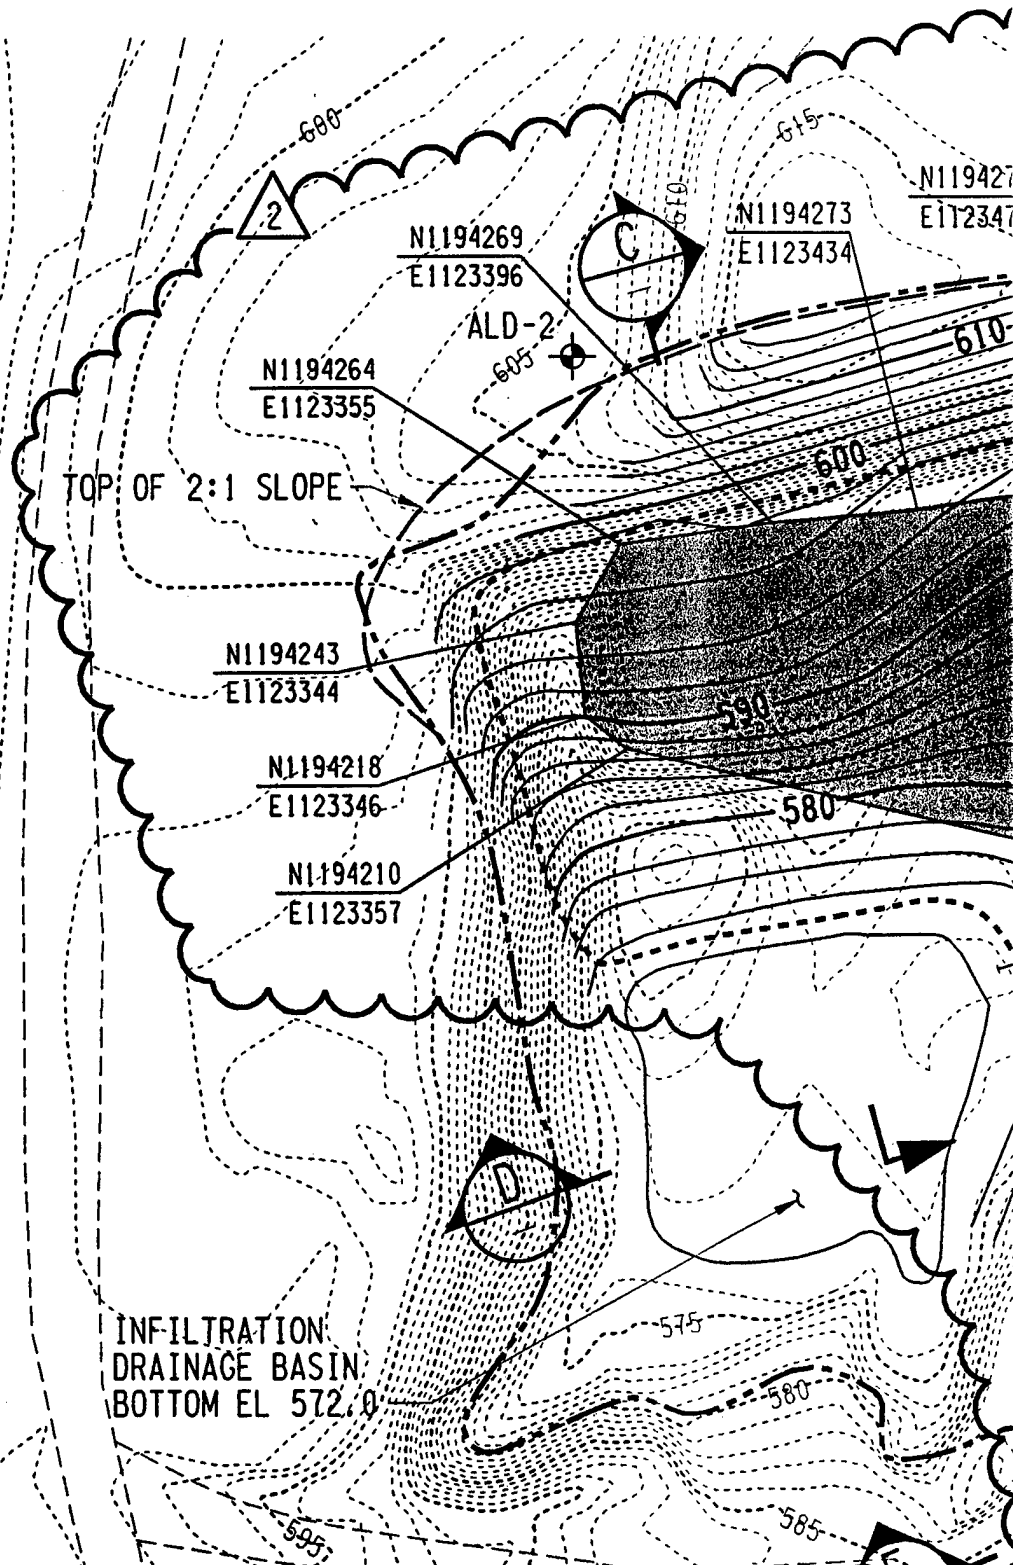 600
615
2
610
N1194269
E1123396
C
1
N1194273
E1123434
ALD-2
605
610
N1194264
E1123355
600
TOP OF 2:1 SLOPE
N1194243
E1123344
590
N1194218
E1123346
580
N1194210
E1123357
D
1
575
INFILTRATION
DRAINAGE BASIN
BOTTOM EL 572.0
580
595
585